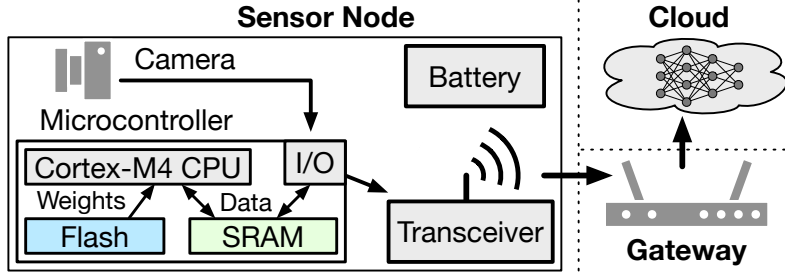 Sensor Node
Cloud
Camera
Battery
Microcontroller
Cortex-M4 CPU
I/O
Weights
Data
Flash
SRAM
Transceiver
Gateway